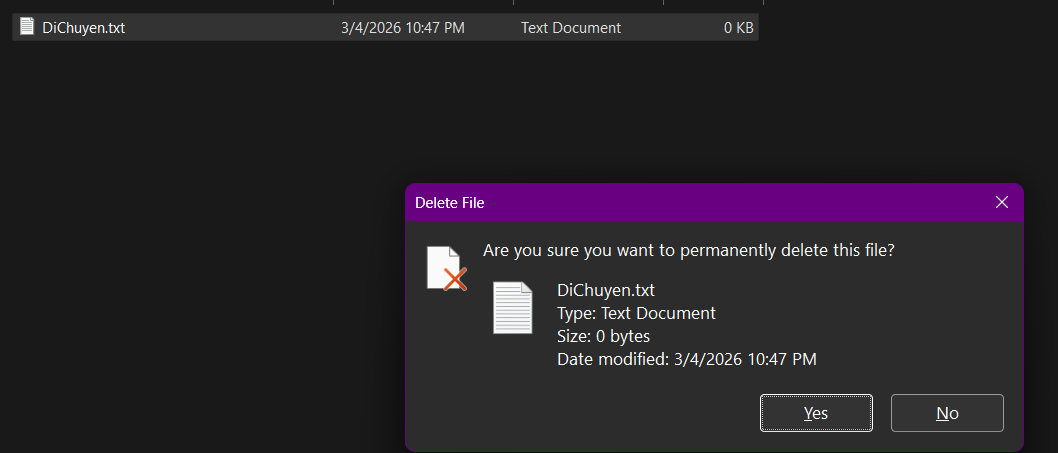 DiChuyen.txt 3/4/2026 10:47 PM Text Document 0 KB
Delete File
Are you sure you want to permanently delete this file?
DiChuyen.txt
Type: Text Document
Size: 0 bytes
Date modified: 3/4/2026 10:47 PM
Yes No